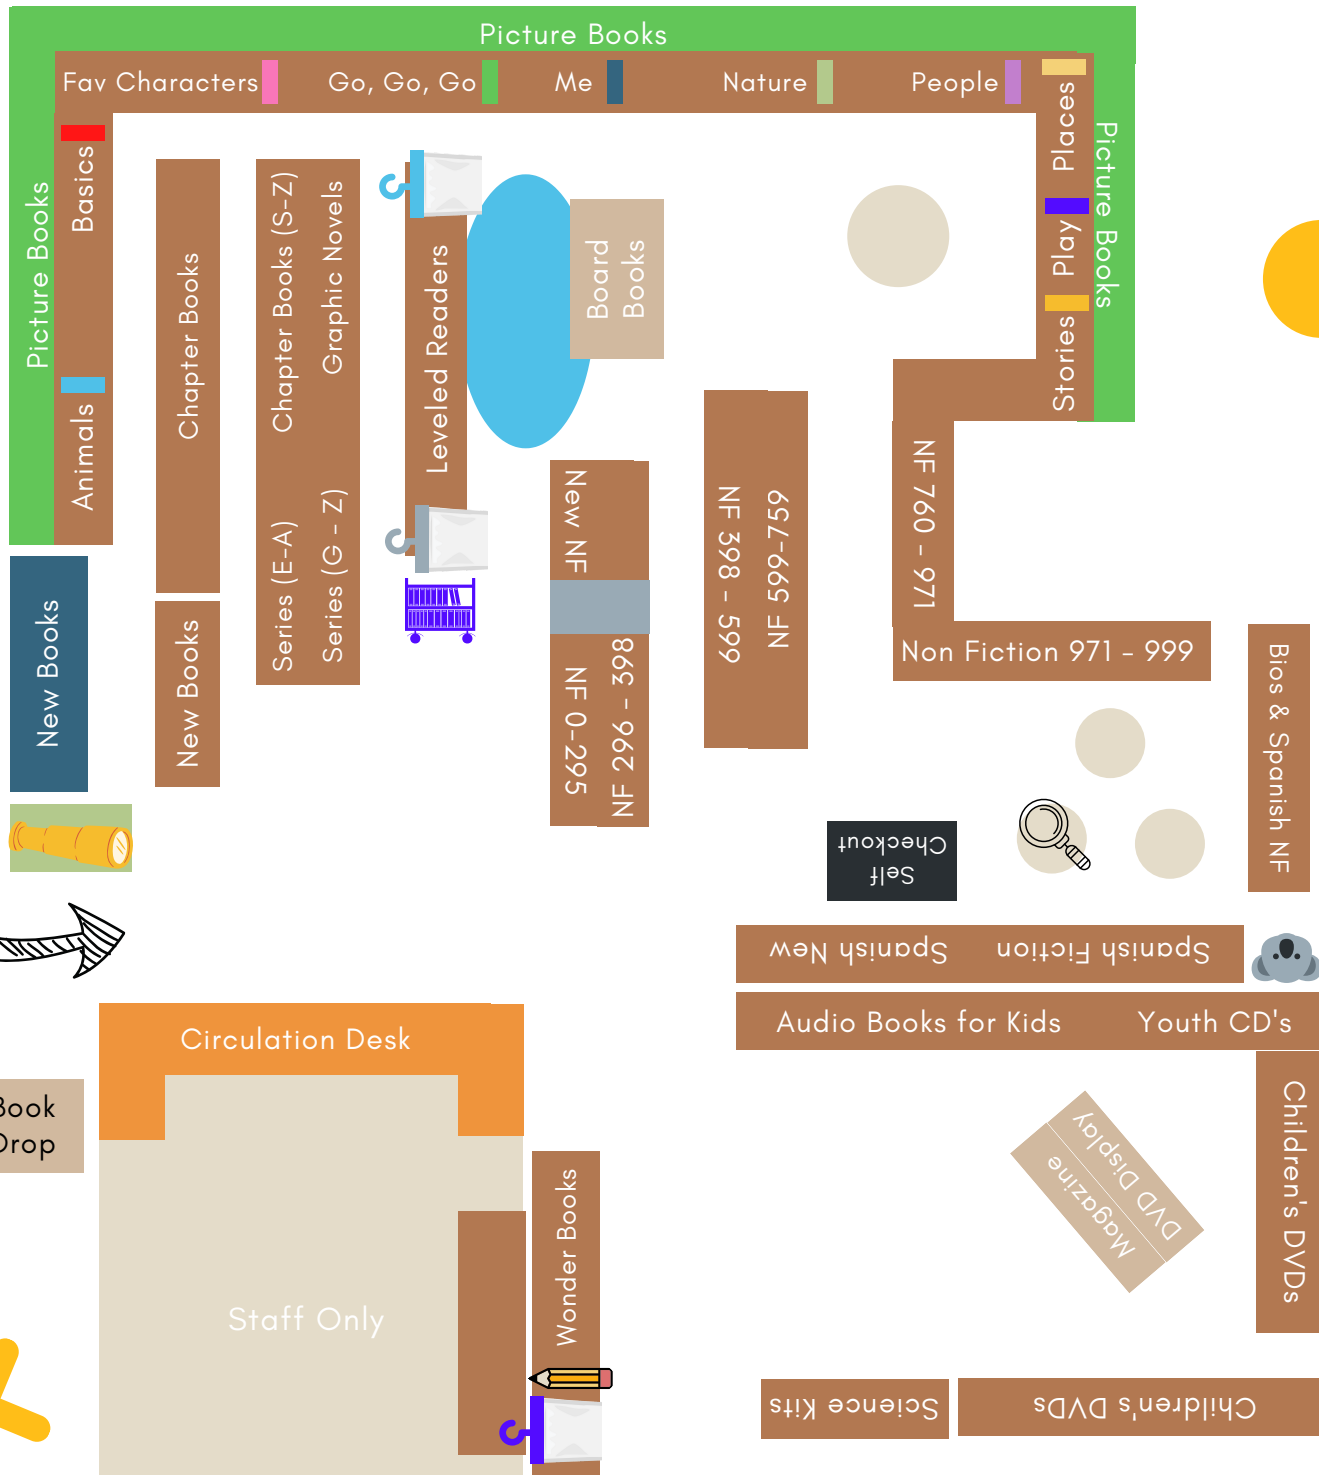 Picture Books
Fav Characters
Go, Go, Go
Me
Nature
People
Places
Play
Stories
Picture Books
Picture Books
Basics
Animals
Chapter Books
Chapter Books (S-Z)
Graphic Novels
Series (E-A)
Series (G - Z)
Leveled Readers
Board
Books
New NF
NF 0-295
NF 296 - 398
NF 398 - 599
NF 599-759
NF 760 - 971
Non Fiction 971 - 999
Bios & Spanish NF
New Books
New Books
Self
Checkout
Spanish Fiction
Spanish New
Audio Books for Kids
Youth CD's
Children's DVDs
Circulation Desk
Book
Drop
Staff Only
Wonder Books
DVD Display
Magazine
Science Kits
Children's DVDs